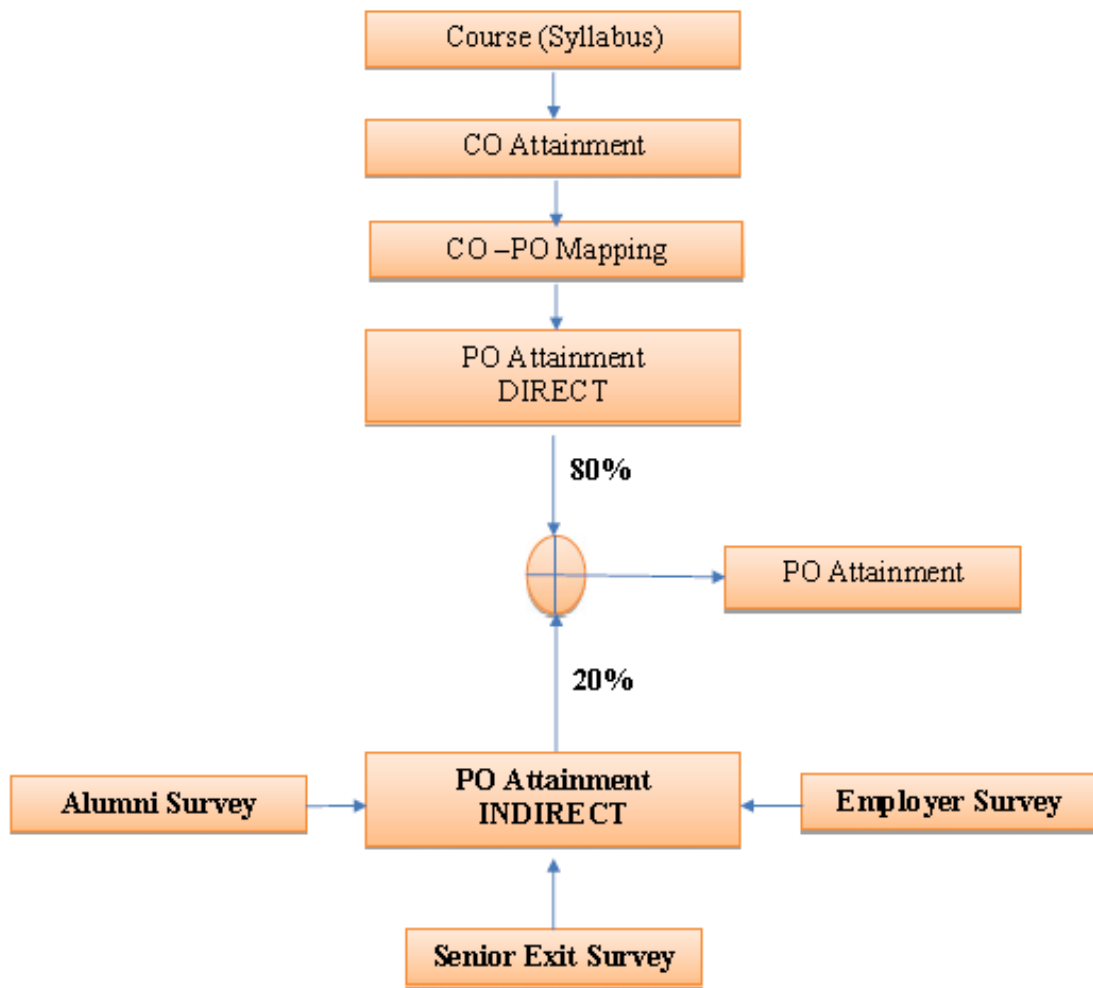 Course (Syllabus)
CO Attainment
CO –PO Mapping
PO Attainment
DIRECT
80%
PO Attainment
20%
PO Attainment
INDIRECT
Alumni Survey
Employer Survey
Senior Exit Survey